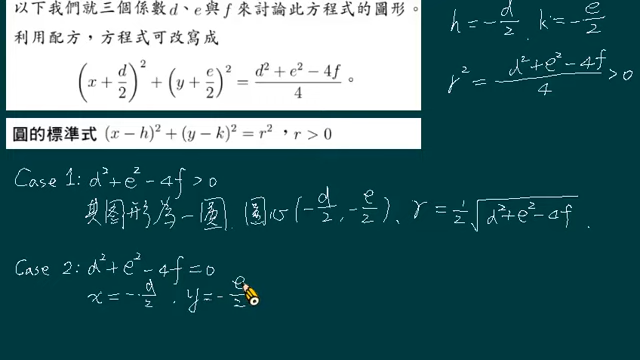 以下我們就三個係數 d、e與 f 來討論此方程式的圖形。
利用配方，方程式可改寫成
(x + d/2)² + (y + e/2)² = (d² + e² − 4f)/4。
圓的標準式 (x − h)² + (y − k)² = r²，r > 0
h = −d/2, k = −e/2
r² = (d² + e² − 4f)/4 > 0
Case 1: d² + e² − 4f > 0
其圖形為一圓, 圓心(−d/2, −e/2)、r = 1/2 √(d² + e² − 4f).
Case 2: d² + e² − 4f = 0
x = −d/2, y = −e/2